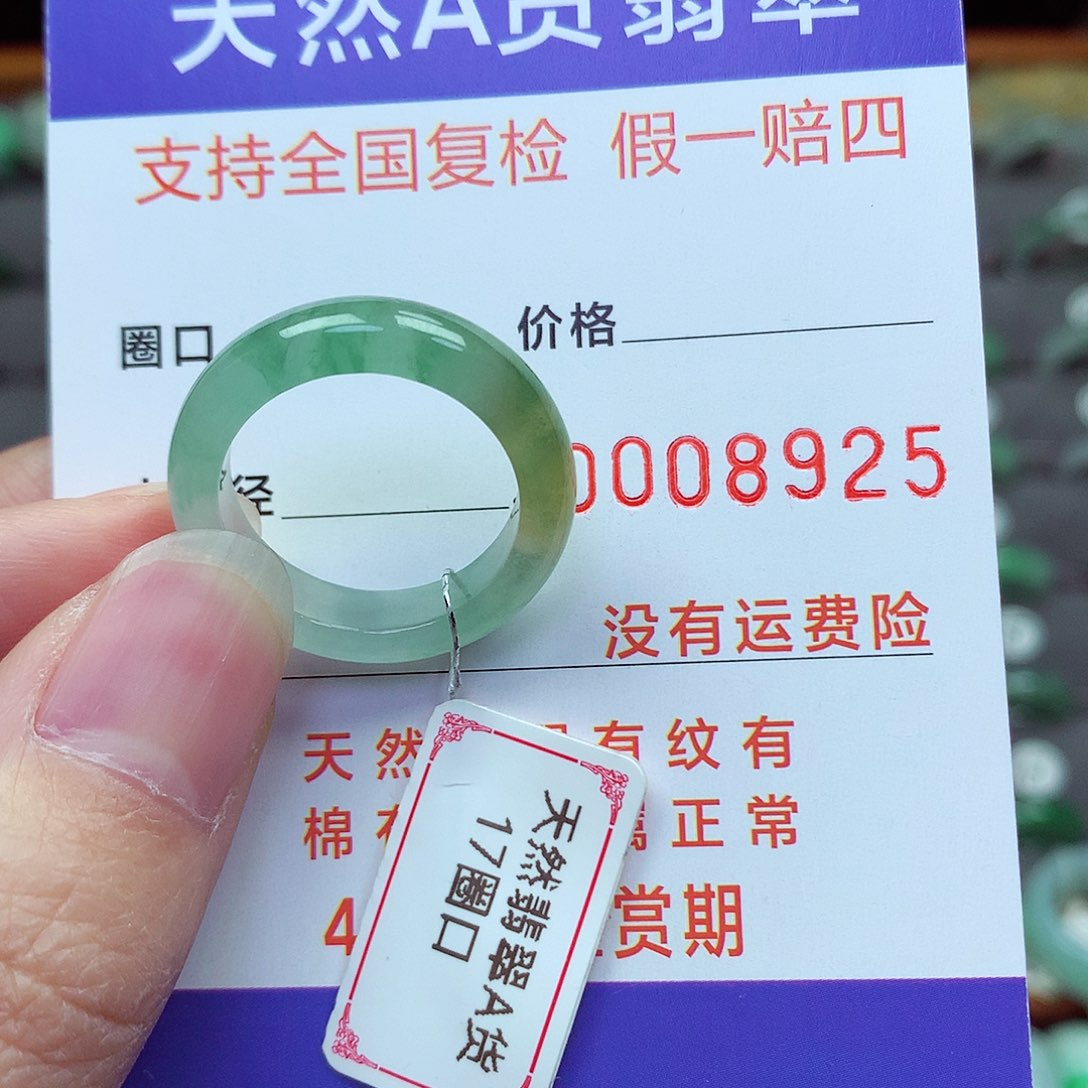 天然A货翡翠
支持全国复检 假一赔四
圈口
价格
径
0008925
没有运费险
天然 有纹有
棉 正常
4 赏期
天然翡翠A货
17圈口